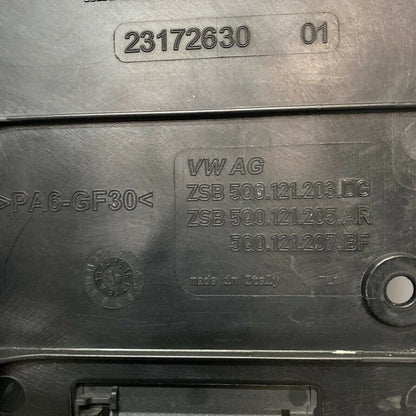 23172630 01
VW AG
>PA6-GF30<
ZSB 5Q0.121.203.DG
ZSB 5Q0.121.205.AR
5G0.121.207.BF
made in Italy